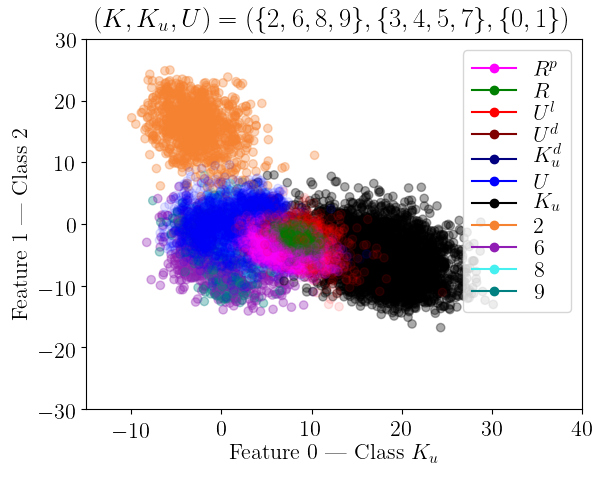 (K, K_u, U) = ({2, 6, 8, 9}, {3, 4, 5, 7}, {0, 1})
Feature 1 — Class 2
30
20
10
0
−10
−20
−30
R^p
R
U^l
U^d
K_u^d
U
K_u
2
6
8
9
−10
0
10
20
30
40
Feature 0 — Class K_u